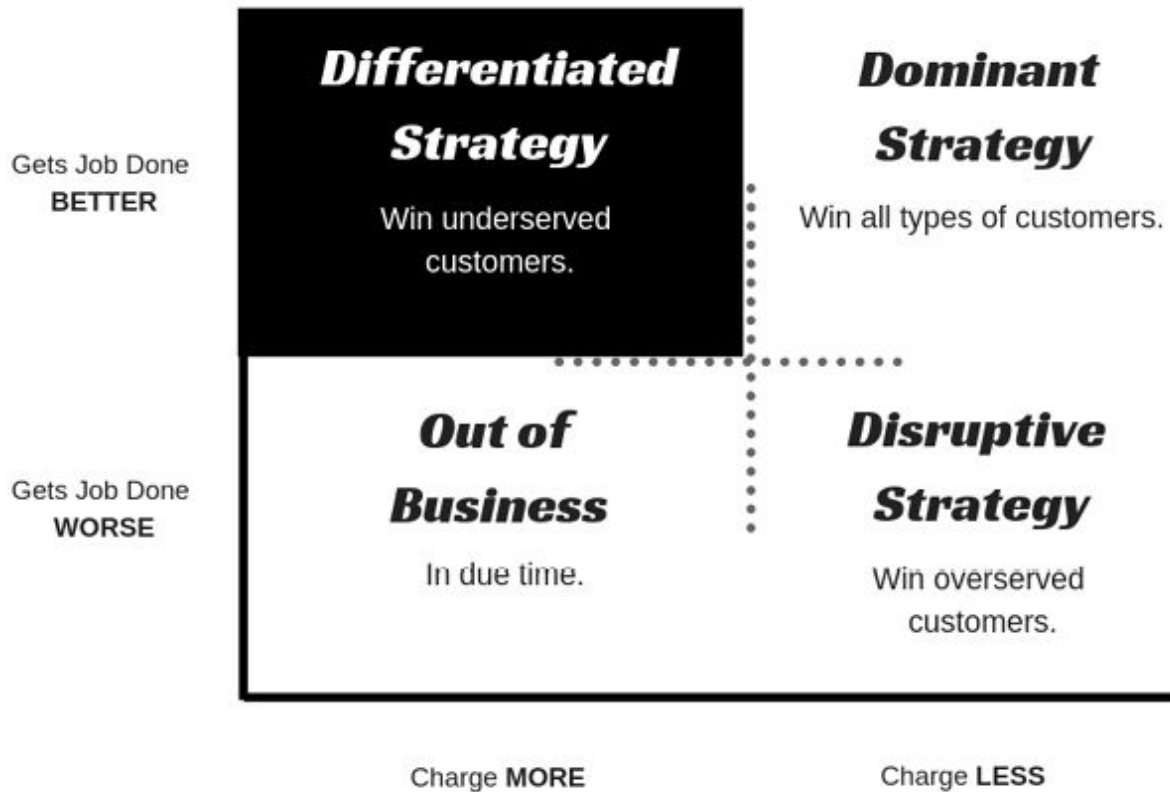 Differentiated
Strategy
Win underserved
customers.
Dominant
Strategy
Win all types of customers.
Gets Job Done
BETTER
Out of
Business
In due time.
Disruptive
Strategy
Win overserved
customers.
Gets Job Done
WORSE
Charge MORE
Charge LESS